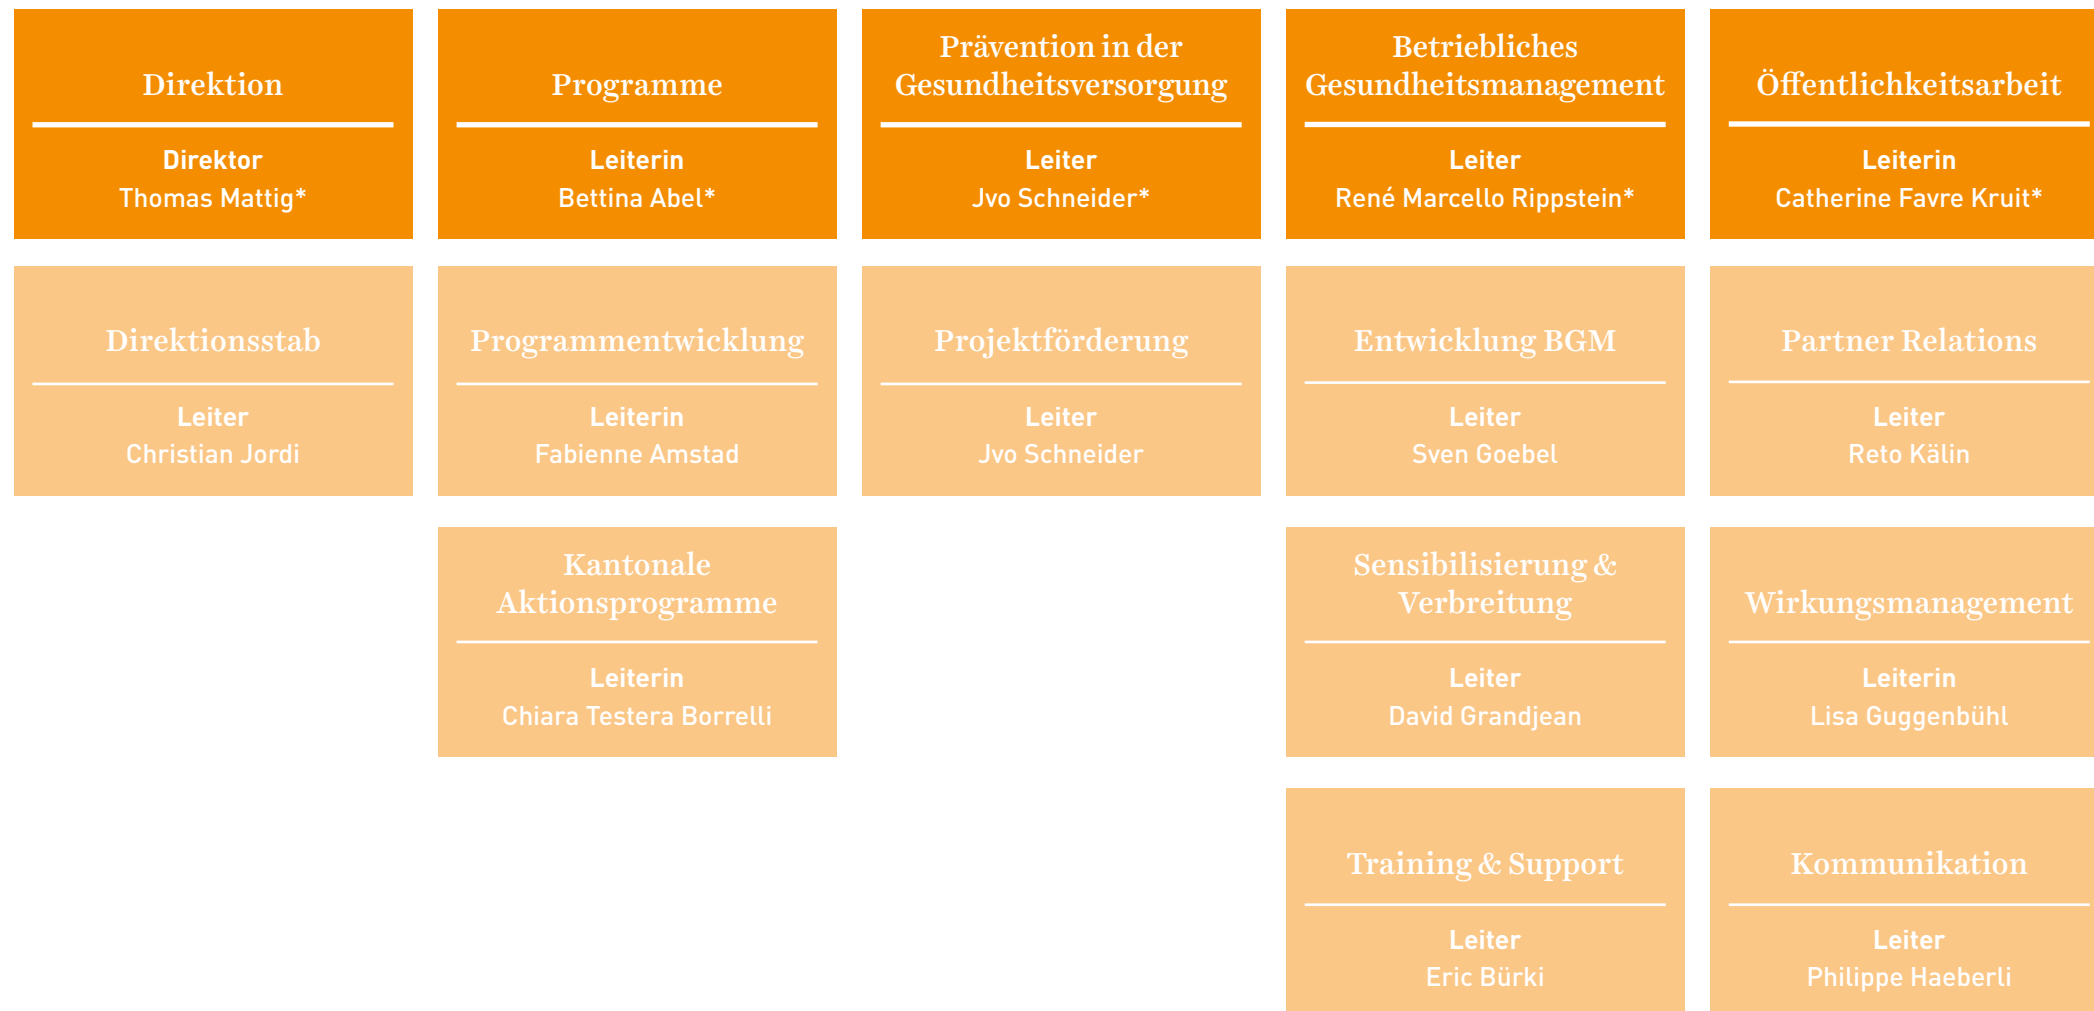 Direktion
Direktor
Thomas Mattig*
Programme
Leiterin
Bettina Abel*
Prävention in der
Gesundheitsversorgung
Leiter
Jvo Schneider*
Betriebliches
Gesundheitsmanagement
Leiter
René Marcello Rippstein*
Öffentlichkeitsarbeit
Leiterin
Catherine Favre Kruit*
Direktionsstab
Leiter
Christian Jordi
Programmentwicklung
Leiterin
Fabienne Amstad
Projektförderung
Leiter
Jvo Schneider
Entwicklung BGM
Leiter
Sven Goebel
Partner Relations
Leiter
Reto Kälin
Kantonale
Aktionsprogramme
Leiterin
Chiara Testera Borrelli
Sensibilisierung &
Verbreitung
Leiter
David Grandjean
Wirkungsmanagement
Leiterin
Lisa Guggenbühl
Training & Support
Leiter
Eric Bürki
Kommunikation
Leiter
Philippe Haeberli